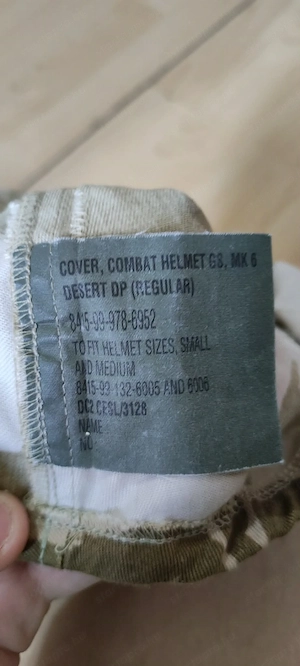 COVER, COMBAT HELMET GS, MK 6
DESERT DP (REGULAR)
8415-99-978-6952
TO FIT HELMET SIZES, SMALL
AND MEDIUM
8415-99-132-6005 AND 6006
DC2 CFSL/3128
NAME
NO